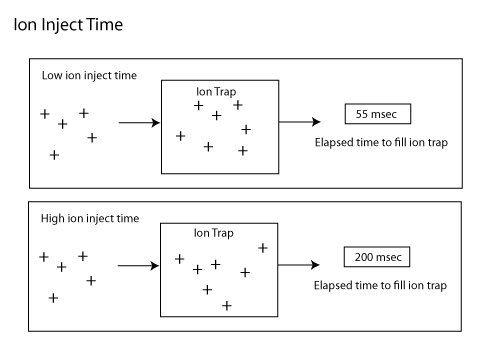 Ion Inject Time
Low ion inject time
Ion Trap
55 msec
Elapsed time to fill ion trap
High ion inject time
Ion Trap
200 msec
Elapsed time to fill ion trap